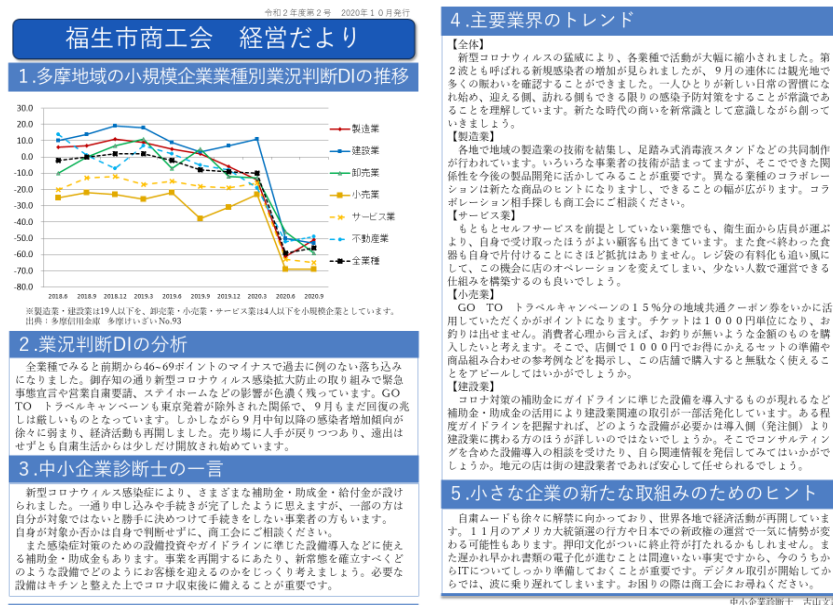 令和２年度第２号　2020年１０月発行
福生市商工会　経営だより
１.多摩地域の小規模企業業種別業況判断DIの推移
30.0
20.0
10.0
0.0
-10.0
-20.0
-30.0
-40.0
-50.0
-60.0
-70.0
-80.0
2018.6 2018.9 2018.12 2019.3 2019.6 2019.9 2019.12 2020.3 2020.6 2020.9
製造業
建設業
卸売業
小売業
サービス業
不動産業
全業種
※製造業・建設業は19人以下を、卸売業・小売業・サービス業は4人以下を小規模企業としています。
出典：多摩信用金庫　多摩けいざいNo.93
２.業況判断DIの分析
全業種でみると前期から46~69ポイントのマイナスで過去に例のない落ち込み
になりました。御存知の通り新型コロナウィルス感染拡大防止の取り組みで緊急
事態宣言や営業自粛要請、ステイホームなどの影響が色濃く残っています。GO
TO　トラベルキャンペーンも東京発着が除外された関係で、９月もまだ回復の兆
しは厳しいものとなっています。しかしながら９月中旬以降の感染者増加傾向が
徐々に弱まり、経済活動も再開しました。売り場に人手が戻りつつあり、遠出は
せずとも自粛生活からは少しだけ開放され始めています。
３.中小企業診断士の一言
新型コロナウィルス感染症により、さまざまな補助金・助成金・給付金が設け
られました。一通り申し込みや手続きが完了したように思えますが、一部の方は
自分が対象ではないと勝手に決めつけて手続きをしない事業者の方もいます。
自身が対象か否かは自身で判断せずに、商工会にご相談ください。
また感染症対策のための設備投資やガイドラインに準じた設備導入などに使え
る補助金・助成金もあります。事業を再開するにあたり、新常態を確立すべくど
のような設備でどのようにお客様を迎えるのかをじっくり考えましょう。必要な
設備はキチンと整えた上でコロナ収束後に備えることが重要です。
４.主要業界のトレンド
【全体】
新型コロナウィルスの猛威により、各業種で活動が大幅に縮小されました。第
２波とも呼ばれる新規感染者の増加が見られましたが、９月の連休には観光地で
多くの賑わいを確認することができました。一人ひとりが新しい日常の習慣にな
れ始め、迎える側、訪れる側もできる限りの感染予防対策をすることが常識であ
ることを理解しています。新たな時代の商いを新常識として意識しながら創って
いきましょう。
【製造業】
各地で地域の製造業の技術を結集し、足踏み式消毒液スタンドなどの共同制作
が行われています。いろいろな事業者の技術が詰まってますが、そこでできた関
係性を今後の製品開発に活かしてみることが重要です。異なる業種のコラボレー
ションは新たな商品のヒントになりますし、できることの幅が広がります。コラ
ボレーション相手探しも商工会にご相談ください。
【サービス業】
もともとセルフサービスを前提としていない業態でも、衛生面から店員が運ぶ
より、自身で受け取ったほうがよい顧客も出てきています。また食べ終わった食
器も自身で片付けることにさほど抵抗はありません。レジ袋の有料化も追い風に
して、この機会に店のオペレーションを変えてしまい、少ない人数で運営できる
仕組みを構築するのも良いでしょう。
【小売業】
GO　TO　トラベルキャンペーンの１５％分の地域共通クーポン券をいかに活
用していただくかがポイントになります。チケットは１０００円単位になり、お
釣りは出せません。消費者心理から言えば、お釣りが無いような金額のものを購
入したいと考えます。そこで、店側で１０００円でお得にかえるセットの準備や
商品組み合わせの参考例などを掲示し、この店舗で購入すると無駄なく使えるこ
とをアピールしてはいかがでしょうか。
【建設業】
コロナ対策の補助金にガイドラインに準じた設備を導入するものが現れるなど
補助金・助成金の活用により建設業関連の取引が一部活発化しています。ある程
度ガイドラインを把握すれば、どのような設備が必要かは導入側（発注側）より
建設業に携わる方のほうが詳しいのではないでしょうか。そこでコンサルティン
グを含めた設備導入の相談を受けたり、自ら関連情報を発信してみてはいかがで
しょうか。地元の店は街の建設業者であれば安心して任せられるでしょう。
５.小さな企業の新たな取組みのためのヒント
自粛ムードも徐々に解禁に向かっており、世界各地で経済活動が再開していま
す。１１月のアメリカ大統領選の行方や日本での新政権の運営で一気に情勢が変
わる可能性もあります。押印文化がついに終止符が打たれるかもしれません。ま
た遅かれ早かれ書類の電子化が進むことは間違いない事実ですから、今のうちか
らITについてしっかり準備しておくことが重要です。デジタル取引が開始してか
らでは、波に乗り遅れてしまいます。お困りの際は商工会にお尋ねください。
中小企業診断士　古山文